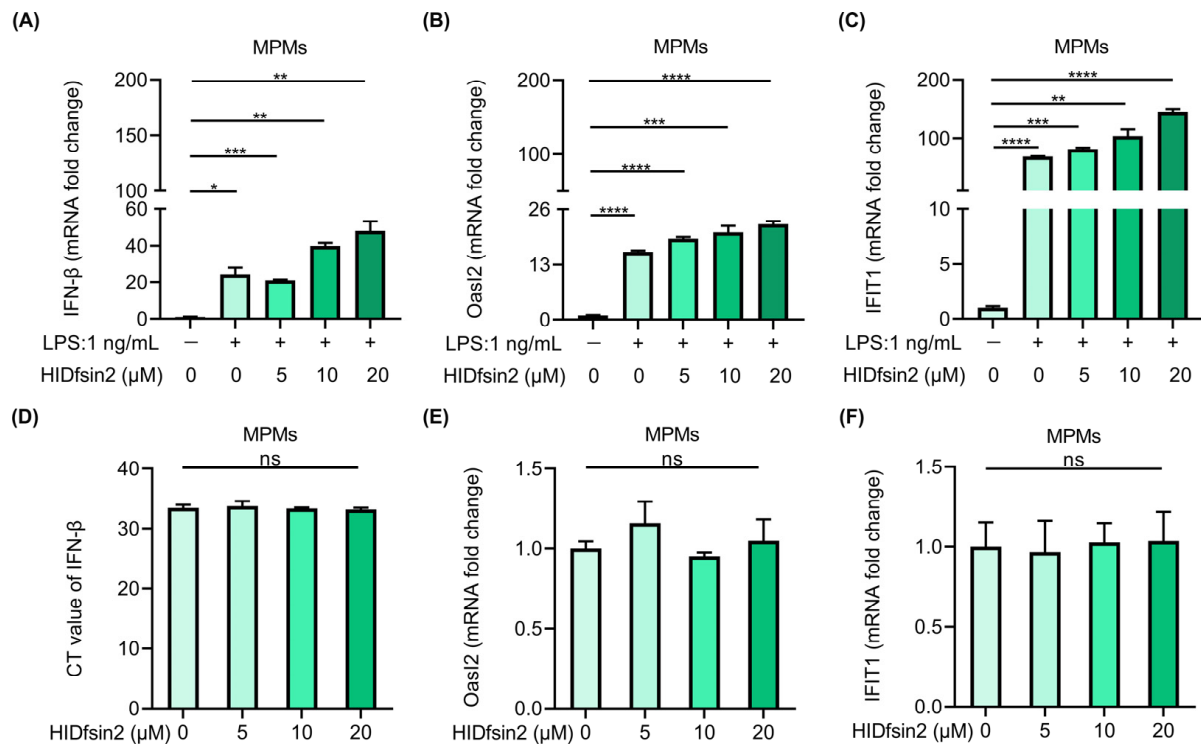 (A)
MPMs
IFN-β (mRNA fold change)
200
150
100
60
40
20
0
**
**
***
*
LPS:1 ng/mL – + + + +
HIDfsin2 (μM) 0 0 5 10 20
(B)
MPMs
Oasl2 (mRNA fold change)
200
100
26
13
0
****
***
****
****
LPS:1 ng/mL – + + + +
HIDfsin2 (μM) 0 0 5 10 20
(C)
MPMs
IFIT1 (mRNA fold change)
200
100
10
5
0
****
**
***
****
LPS:1 ng/mL – + + + +
HIDfsin2 (μM) 0 0 5 10 20
(D)
MPMs
ns
CT value of IFN-β
40
30
20
10
0
HIDfsin2 (μM) 0 5 10 20
(E)
MPMs
ns
Oasl2 (mRNA fold change)
1.5
1.0
0.5
0.0
HIDfsin2 (μM) 0 5 10 20
(F)
MPMs
ns
IFIT1 (mRNA fold change)
1.5
1.0
0.5
0.0
HIDfsin2 (μM) 0 5 10 20